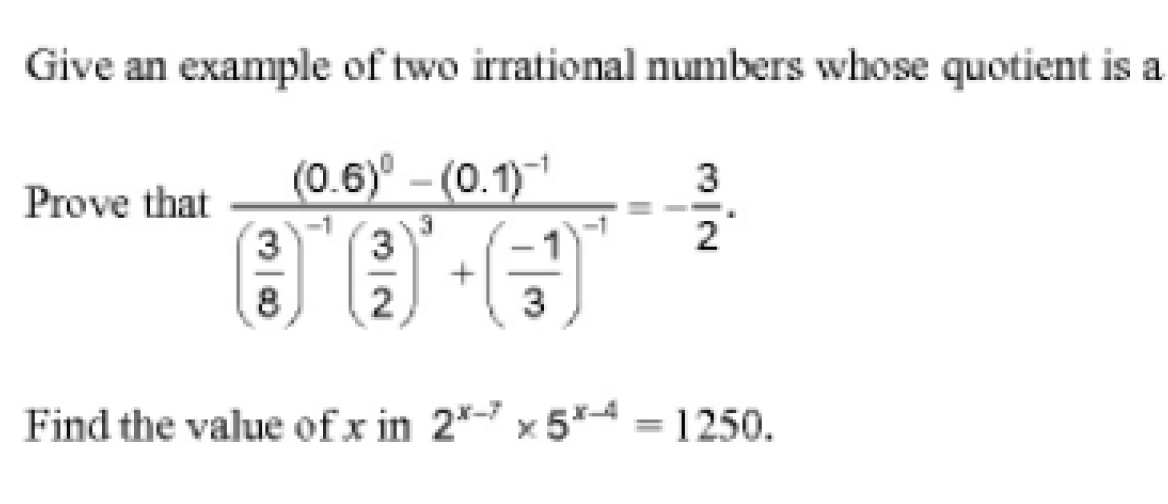 Give an example of two irrational numbers whose quotient is a
Prove that \frac{(0.6)^0 - (0.1)^{-1}}{\left(\frac{3}{8}\right)^{-1} \left(\frac{3}{2}\right)^3 + \left(\frac{-1}{3}\right)^{-1}} = -\frac{3}{2}.
Find the value of x in 2^{x-7} × 5^{x-4} = 1250.